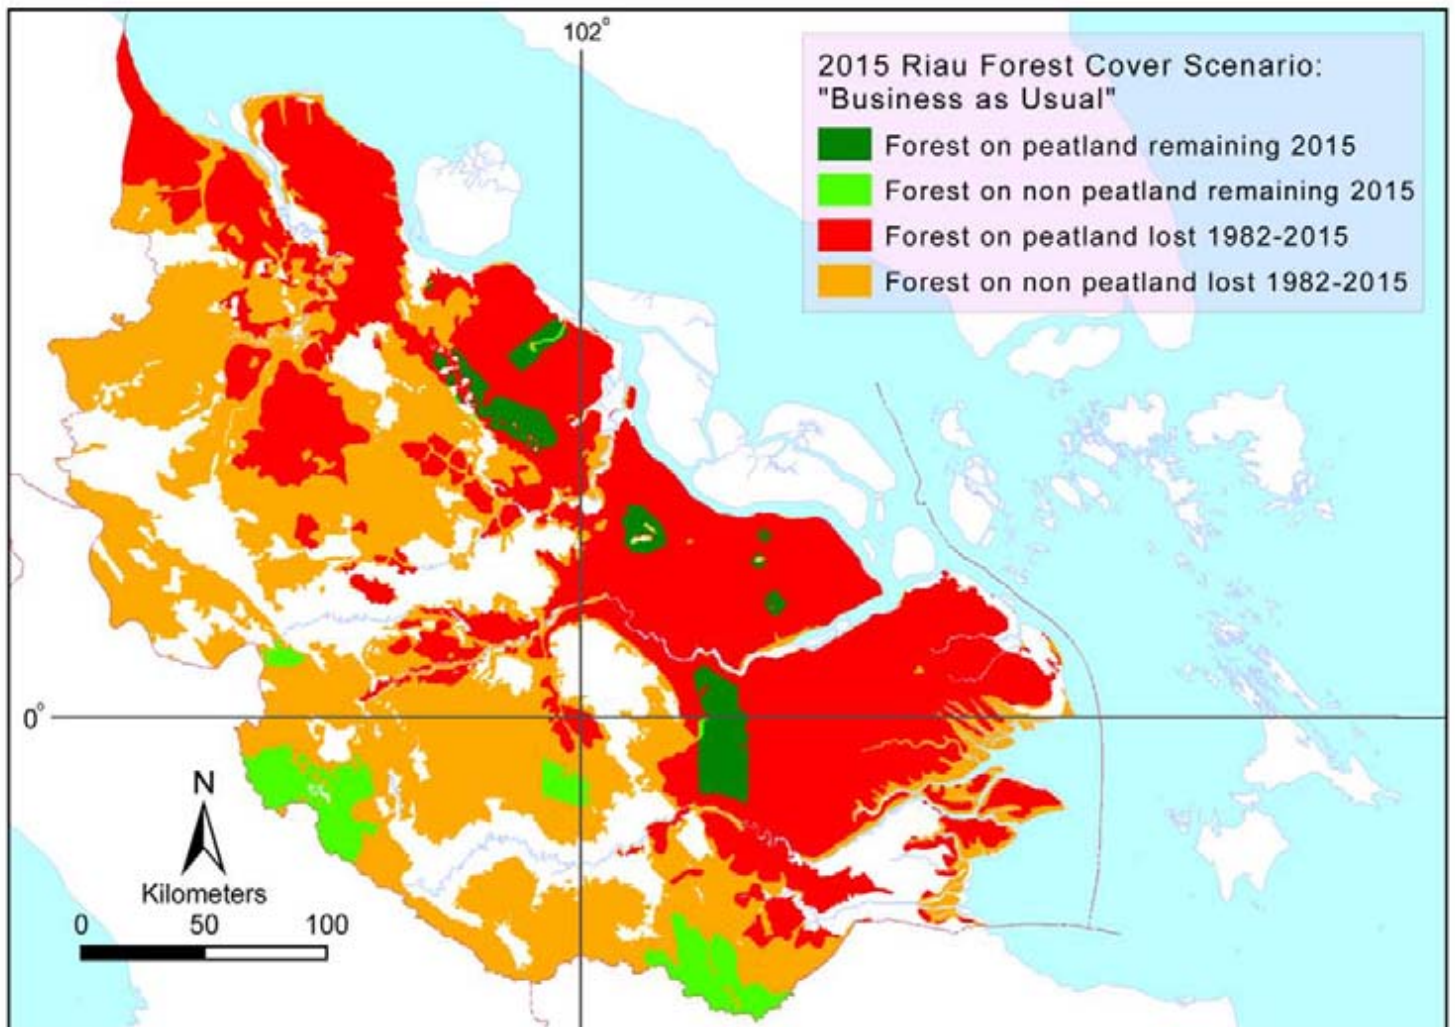 102°
2015 Riau Forest Cover Scenario:
"Business as Usual"
Forest on peatland remaining 2015
Forest on non peatland remaining 2015
Forest on peatland lost 1982-2015
Forest on non peatland lost 1982-2015
0°
N
Kilometers
0 50 100